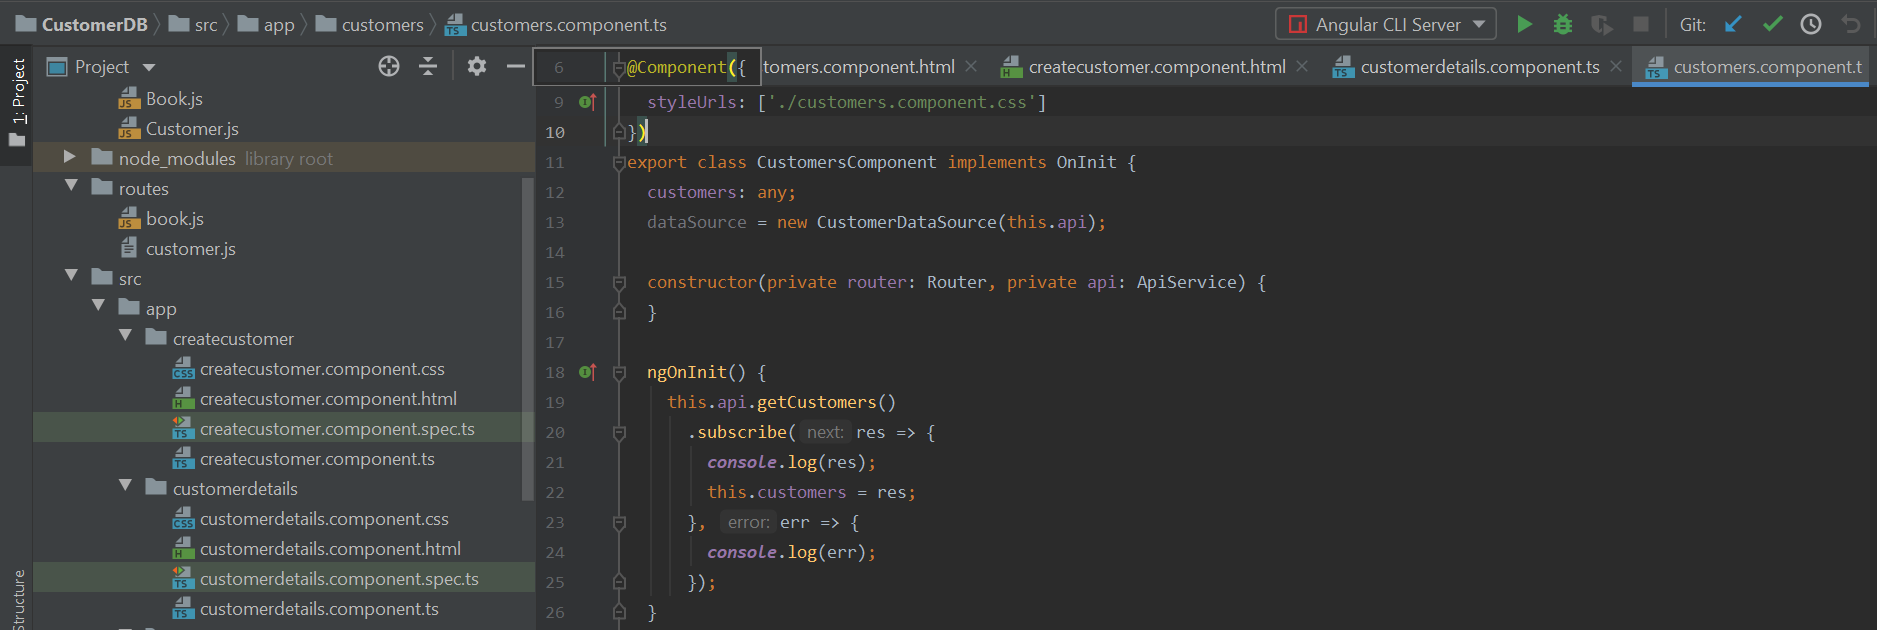 CustomerDB src app customers customers.component.ts Angular CLI Server Git:
1: Project
Structure
Project
Book.js
Customer.js
node_modules library root
routes
book.js
customer.js
src
app
createcustomer
createcustomer.component.css
createcustomer.component.html
createcustomer.component.spec.ts
createcustomer.component.ts
customerdetails
customerdetails.component.css
customerdetails.component.html
customerdetails.component.spec.ts
customerdetails.component.ts
tomers.component.html createcustomer.component.html customerdetails.component.ts customers.component.t
6 @Component({
9 styleUrls: ['./customers.component.css']
10 })
11 export class CustomersComponent implements OnInit {
12 customers: any;
13 dataSource = new CustomerDataSource(this.api);
14
15 constructor(private router: Router, private api: ApiService) {
16 }
17
18 ngOnInit() {
19 this.api.getCustomers()
20 .subscribe( next: res => {
21 console.log(res);
22 this.customers = res;
23 }, error: err => {
24 console.log(err);
25 });
26 }